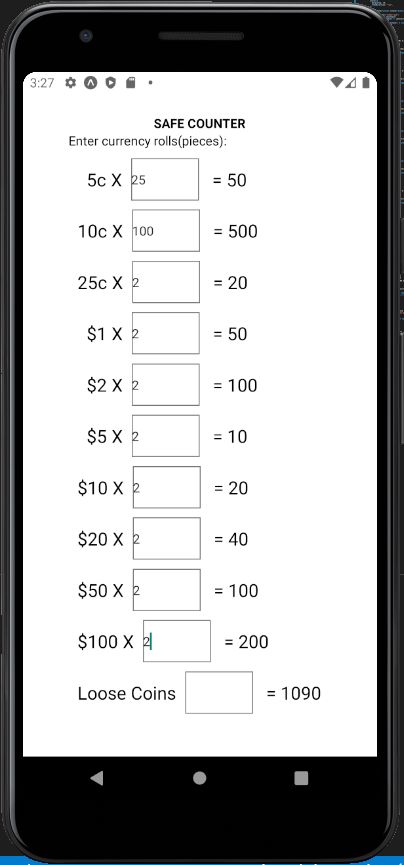 3:27
SAFE COUNTER
Enter currency rolls(pieces):
5c X 25 = 50
10c X 100 = 500
25c X 2 = 20
$1 X 2 = 50
$2 X 2 = 100
$5 X 2 = 10
$10 X 2 = 20
$20 X 2 = 40
$50 X 2 = 100
$100 X 2 = 200
Loose Coins = 1090